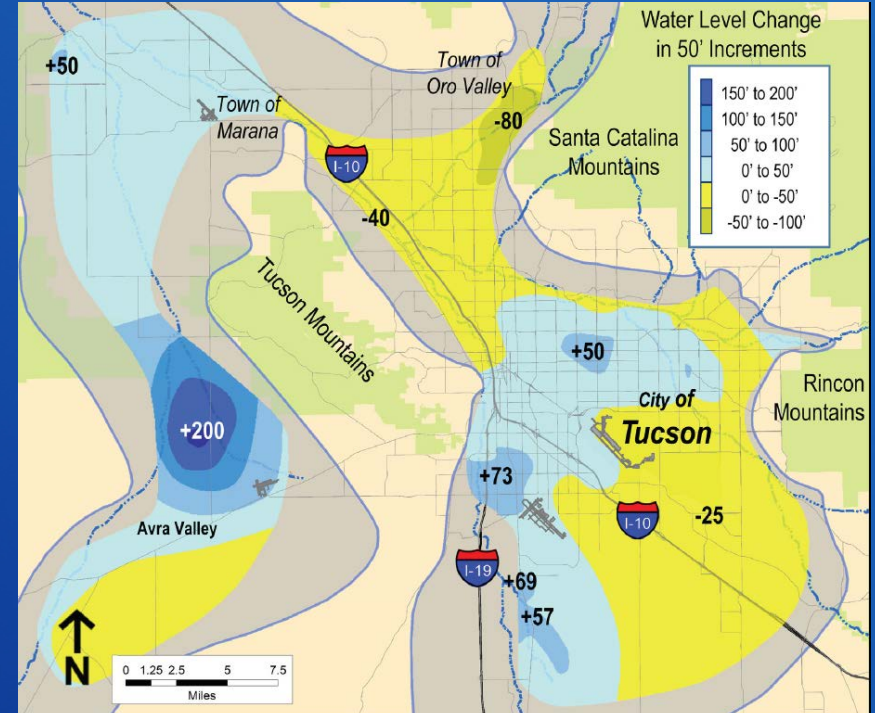 Water Level Change
in 50' Increments
150' to 200'
100' to 150'
50' to 100'
0' to 50'
0' to -50'
-50' to -100'
+50
Town of
Oro Valley
Town of
Marana
-80
Santa Catalina
Mountains
I-10
-40
Tucson Mountains
+50
Rincon
Mountains
City of
Tucson
+200
+73
-25
I-10
Avra Valley
I-19
+69
+57
N
0 1.25 2.5 5 7.5
Miles